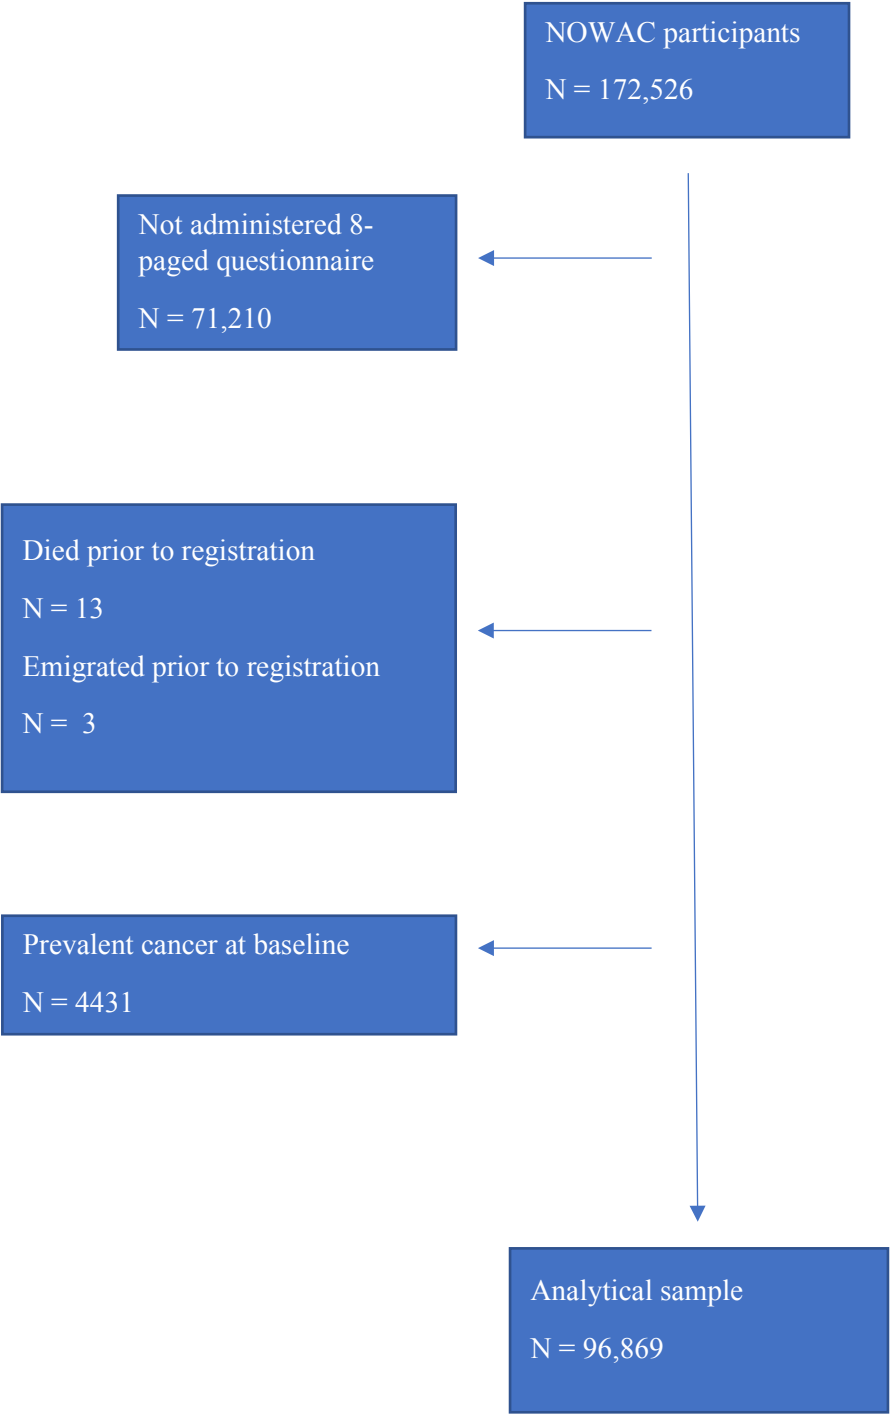 NOWAC participants
N = 172,526
Not administered 8-
paged questionnaire
N = 71,210
Died prior to registration
N = 13
Emigrated prior to registration
N =  3
Prevalent cancer at baseline
N = 4431
Analytical sample
N = 96,869